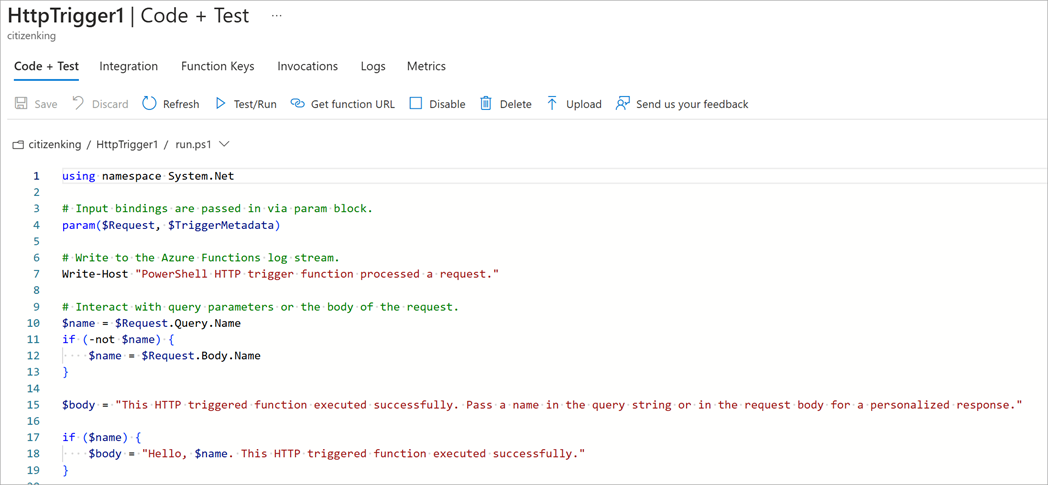 HttpTrigger1 | Code + Test ...
citizenking
Code + Test Integration Function Keys Invocations Logs Metrics
Save Discard Refresh Test/Run Get function URL Disable Delete Upload Send us your feedback
citizenking / HttpTrigger1 / run.ps1
1 using namespace System.Net
2
3 # Input bindings are passed in via param block.
4 param($Request, $TriggerMetadata)
5
6 # Write to the Azure Functions log stream.
7 Write-Host "PowerShell HTTP trigger function processed a request."
8
9 # Interact with query parameters or the body of the request.
10 $name = $Request.Query.Name
11 if (-not $name) {
12     $name = $Request.Body.Name
13 }
14
15 $body = "This HTTP triggered function executed successfully. Pass a name in the query string or in the request body for a personalized response."
16
17 if ($name) {
18     $body = "Hello, $name. This HTTP triggered function executed successfully."
19 }